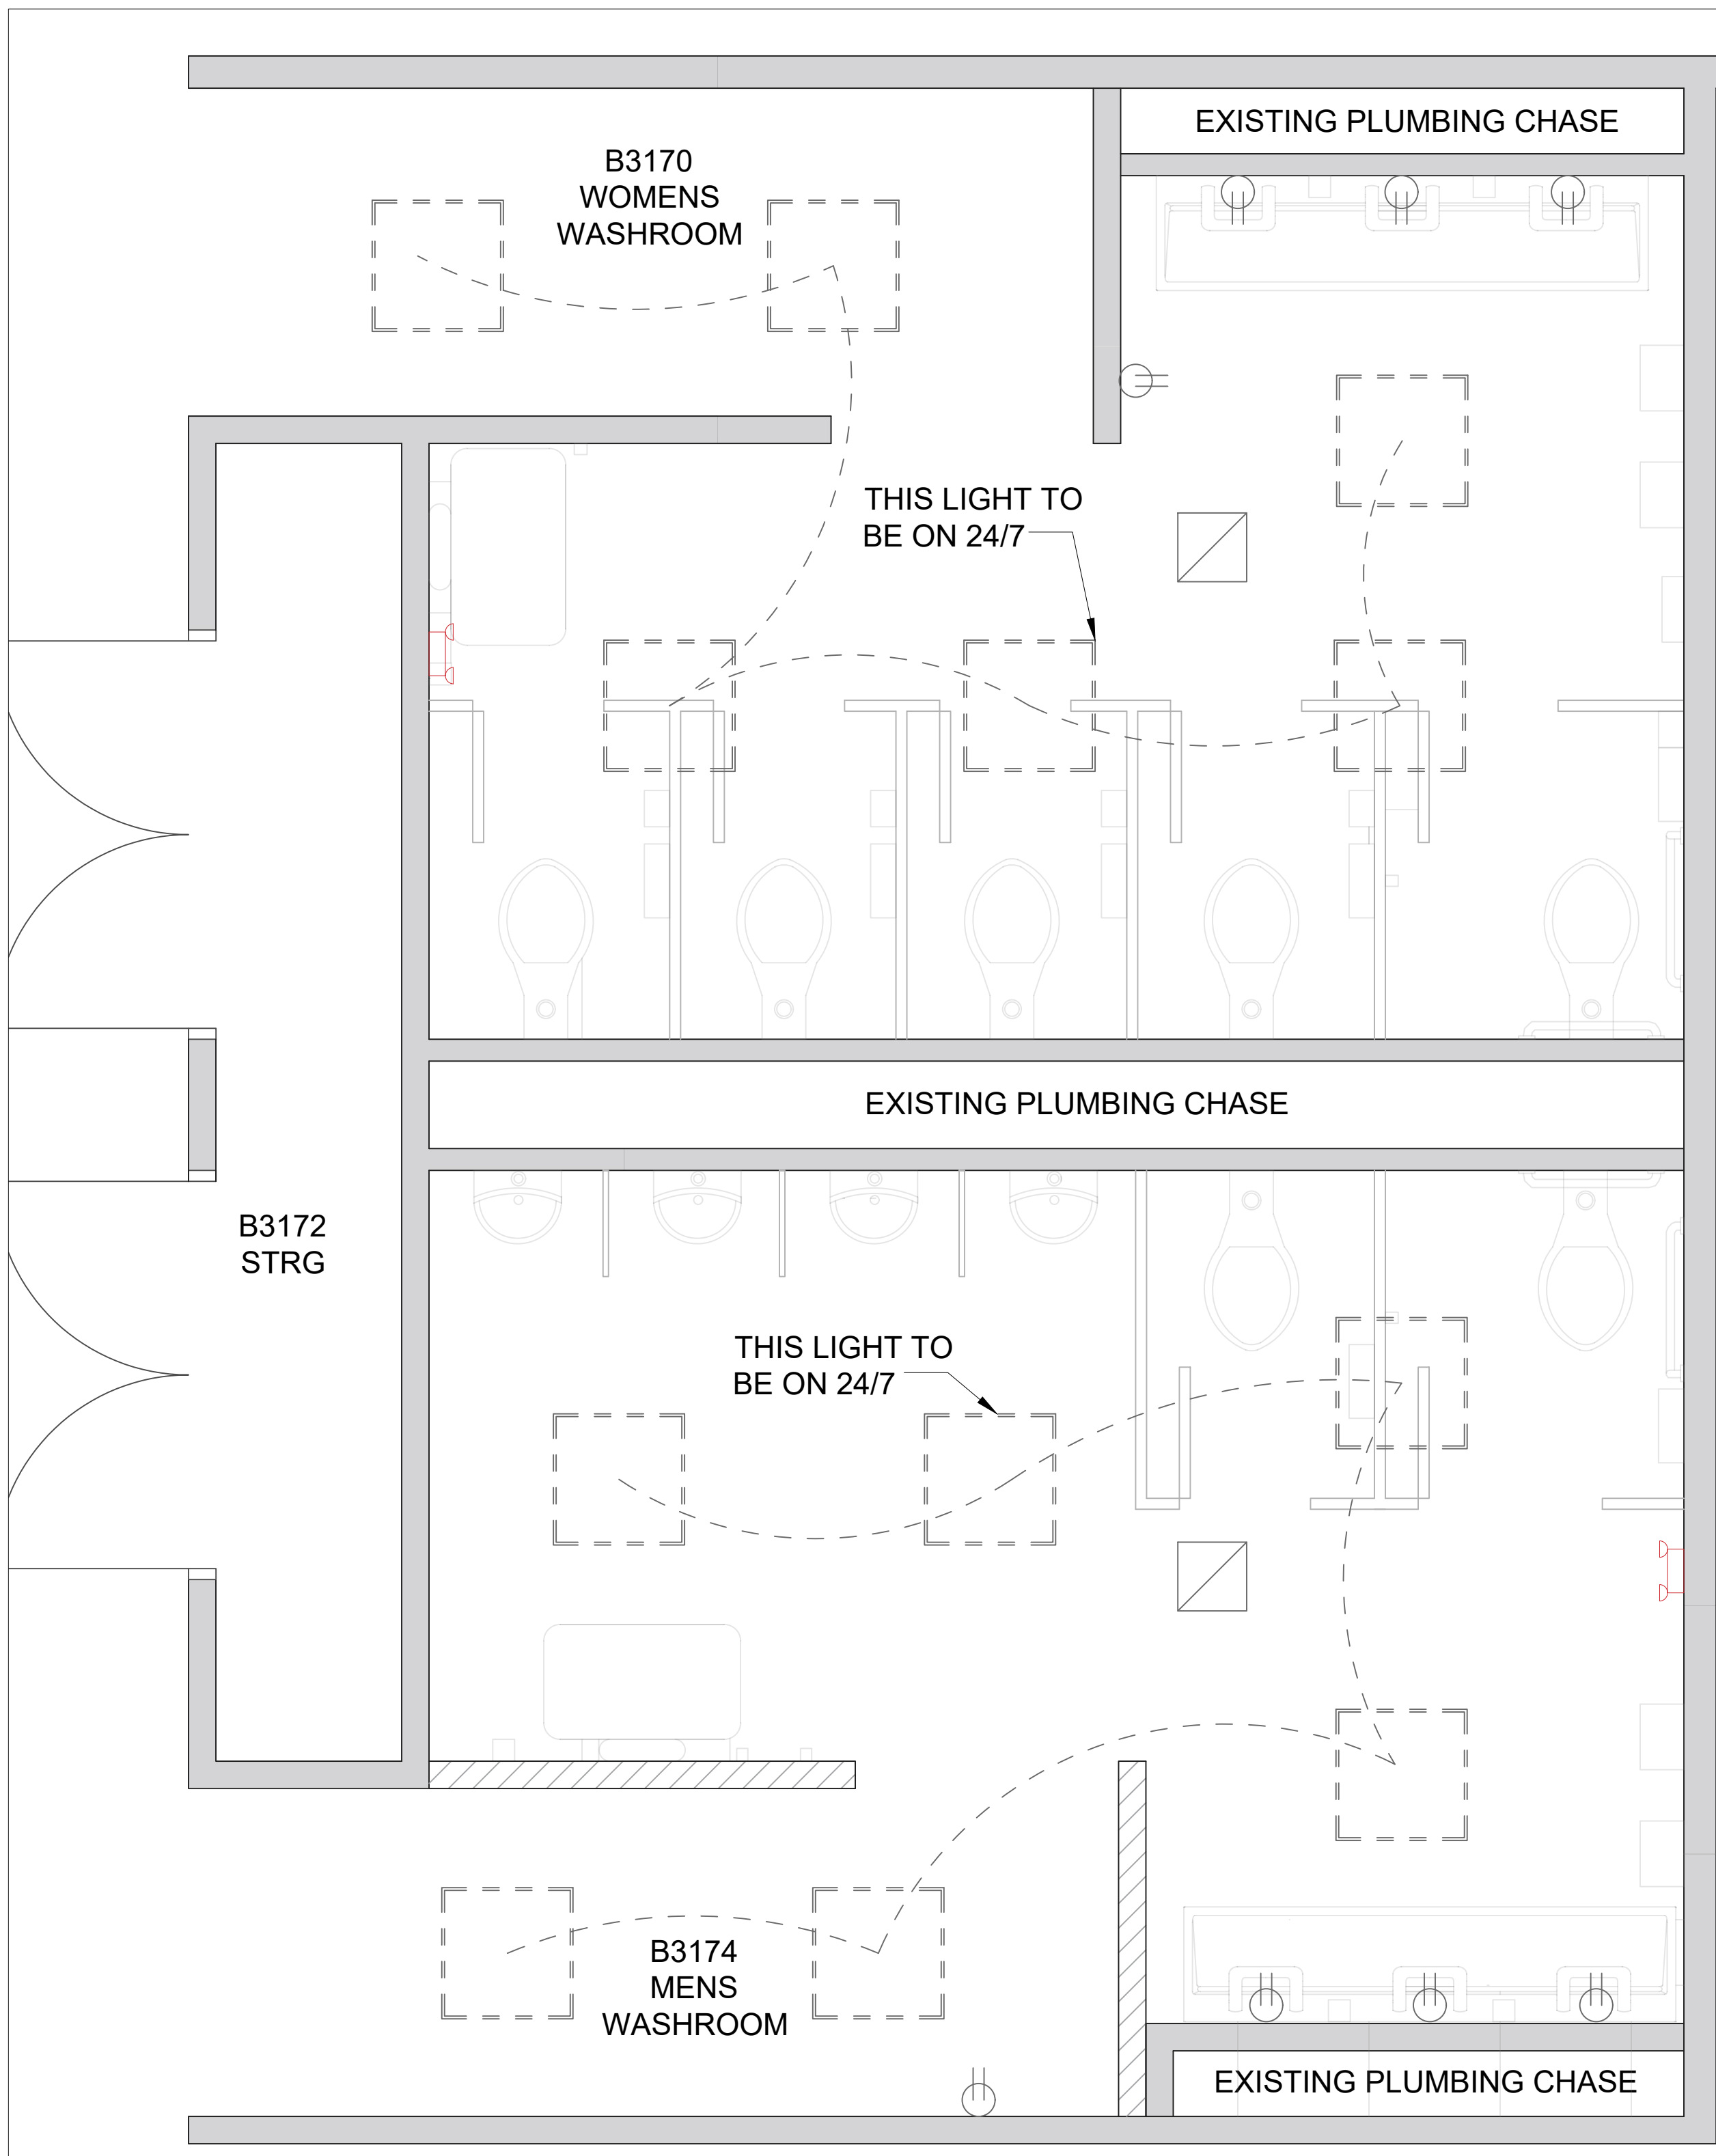 EXISTING PLUMBING CHASE
B3170
WOMENS
WASHROOM
THIS LIGHT TO
BE ON 24/7
EXISTING PLUMBING CHASE
B3172
STRG
THIS LIGHT TO
BE ON 24/7
B3174
MENS
WASHROOM
EXISTING PLUMBING CHASE